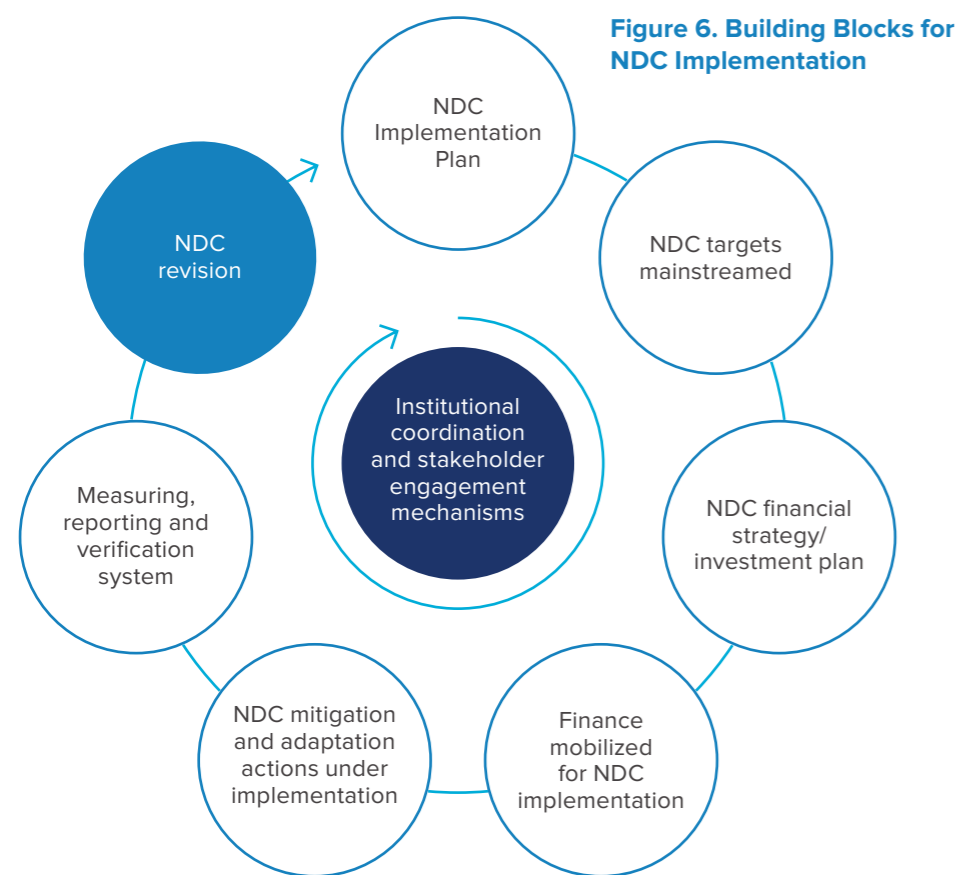 Figure 6. Building Blocks for
NDC Implementation
NDC
Implementation
Plan
NDC targets
mainstreamed
NDC financial
strategy/
investment plan
Finance
mobilized
for NDC
implementation
NDC mitigation
and adaptation
actions under
implementation
Measuring,
reporting and
verification
system
NDC
revision
Institutional
coordination
and stakeholder
engagement
mechanisms